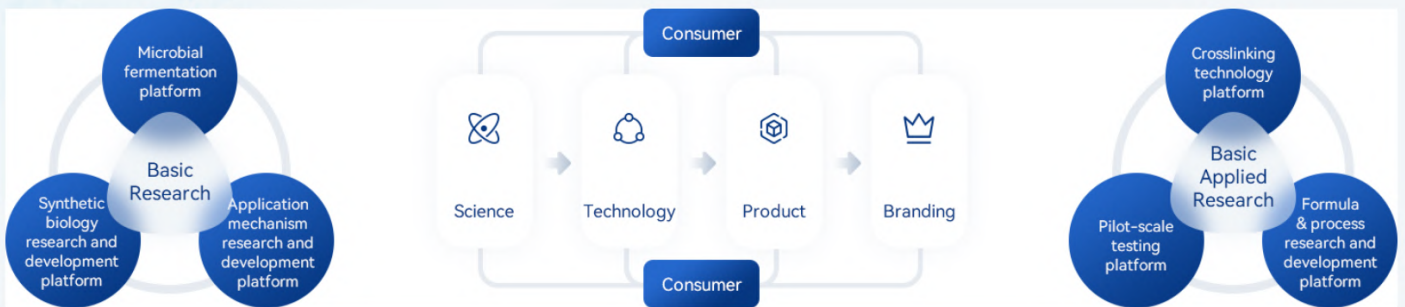 Microbial
fermentation
platform
Basic
Research
Synthetic
biology
research and
development
platform
Application
mechanism
research and
development
platform
Consumer
Science
Technology
Product
Branding
Consumer
Crosslinking
technology
platform
Basic
Applied
Research
Pilot-scale
testing
platform
Formula
& process
research and
development
platform